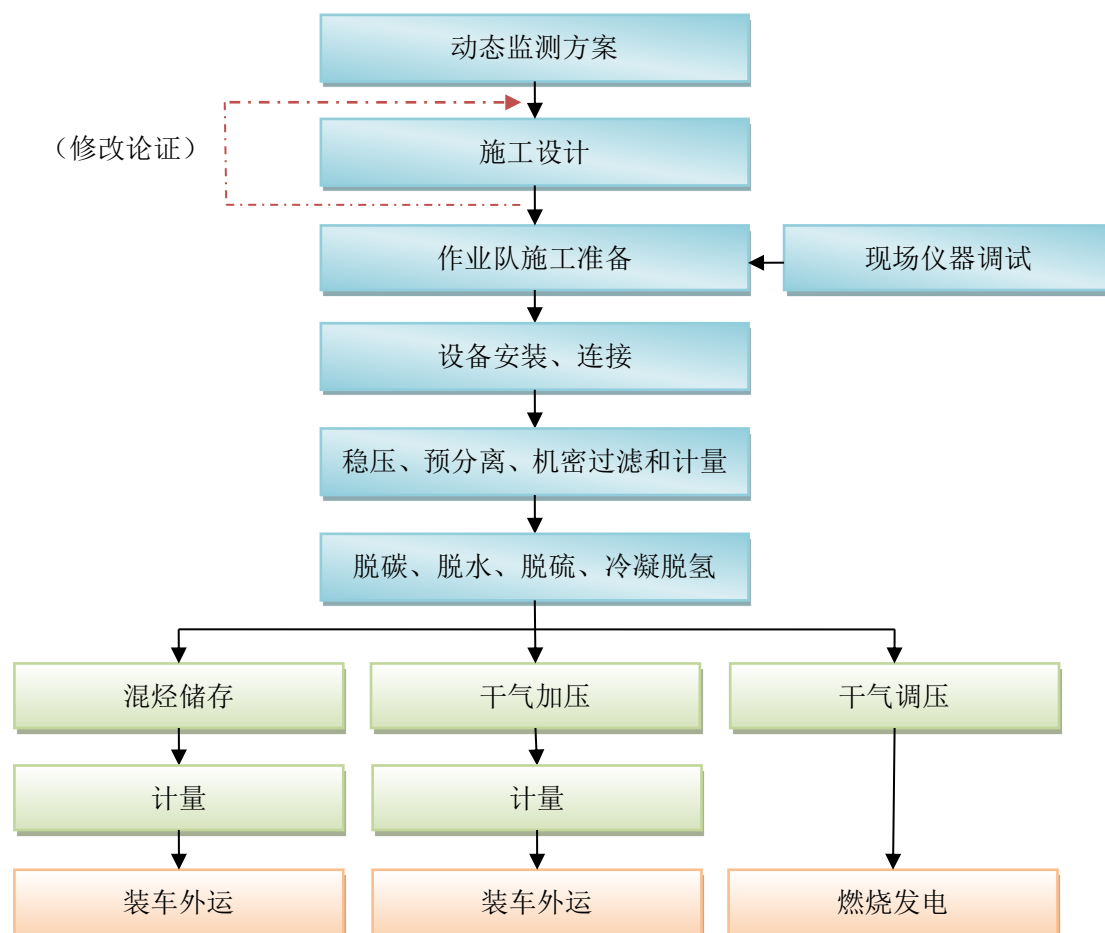 动态监测方案
（修改论证）
施工设计
作业队施工准备
现场仪器调试
设备安装、连接
稳压、预分离、机密过滤和计量
脱碳、脱水、脱硫、冷凝脱氢
混烃储存
干气加压
干气调压
计量
计量
装车外运
装车外运
燃烧发电